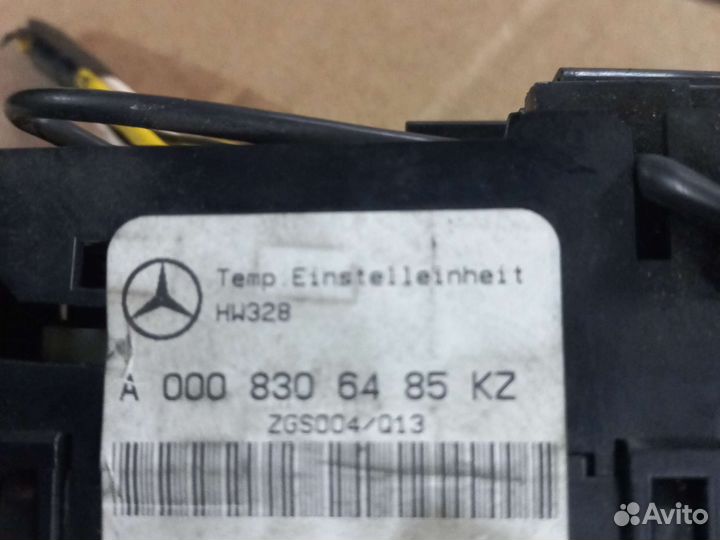 Temp.Einstelleinheit
HW328
A 000 830 64 85 KZ
ZGS004/Q13
Avito